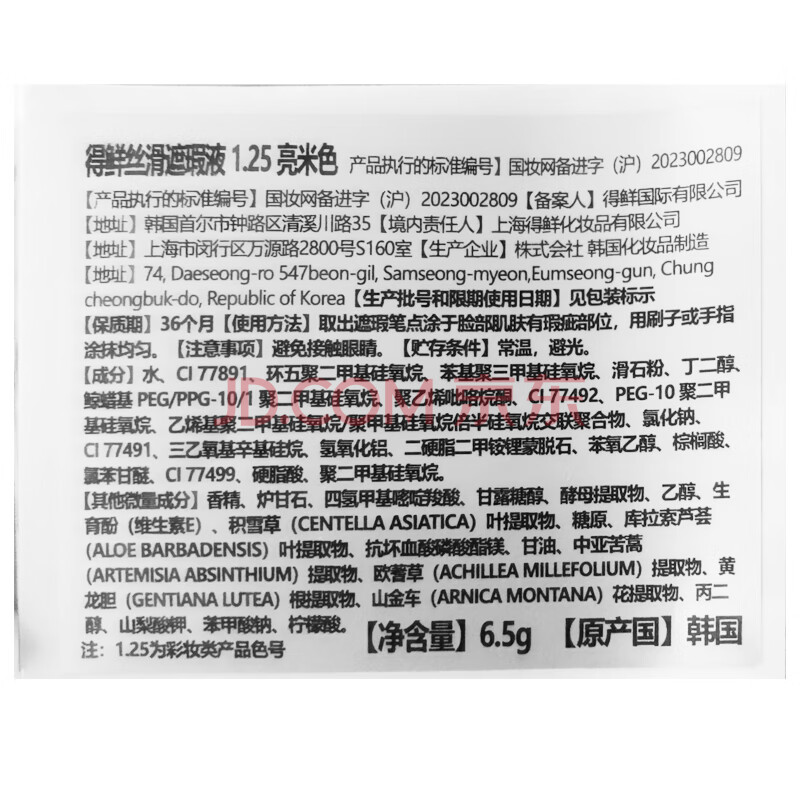 得鲜丝滑遮瑕液 1.25 亮米色 产品执行的标准编号】国妆网备进字（沪）2023002809
【产品执行的标准编号】国妆网备进字（沪）2023002809【备案人】得鲜国际有限公司
【地址】韩国首尔市钟路区清溪川路35【境内责任人】上海得鲜化妆品有限公司
【地址】上海市闵行区万源路2800号S160室【生产企业】株式会社 韩国化妆品制造
【地址】74, Daeseong-ro 547beon-gil, Samseong-myeon,Eumseong-gun, Chung
cheongbuk-do, Republic of Korea【生产批号和限期使用日期】见包装标示
【保质期】36个月【使用方法】取出遮瑕笔点涂于脸部肌肤有瑕疵部位，用刷子或手指
涂抹均匀。【注意事项】避免接触眼睛。【贮存条件】常温，避光。
【成分】水、CI 77891、环五聚二甲基硅氧烷、苯基聚三甲基硅氧烷、滑石粉、丁二醇、
鲸蜡基 PEG/PPG-10/1 聚二甲基硅氧烷、聚乙烯吡咯烷酮、CI 77492、PEG-10 聚二甲
基硅氧烷、乙烯基聚二甲基硅氧烷/聚甲基硅氧烷倍半硅氧烷交联聚合物、氯化钠、
CI 77491、三乙氧基辛基硅烷、氢氧化铝、二硬脂二甲铵锂蒙脱石、苯氧乙醇、棕榈酸、
氯苯甘醚、CI 77499、硬脂酸、聚二甲基硅氧烷。
【其他微量成分】香精、炉甘石、四氢甲基嘧啶羧酸、甘露糖醇、酵母提取物、乙醇、生
育酚（维生素E）、积雪草（CENTELLA ASIATICA）叶提取物、糖原、库拉索芦荟
(ALOE BARBADENSIS）叶提取物、抗坏血酸磷酸酯镁、甘油、中亚苦蒿
(ARTEMISIA ABSINTHIUM）提取物、欧蓍草（ACHILLEA MILLEFOLIUM）提取物、黄
龙胆（GENTIANA LUTEA）根提取物、山金车（ARNICA MONTANA）花提取物、丙二
醇、山梨酸钾、苯甲酸钠、柠檬酸。
【净含量】6.5g 【原产国】韩国
注：1.25为彩妆类产品色号
JD.COM 京东